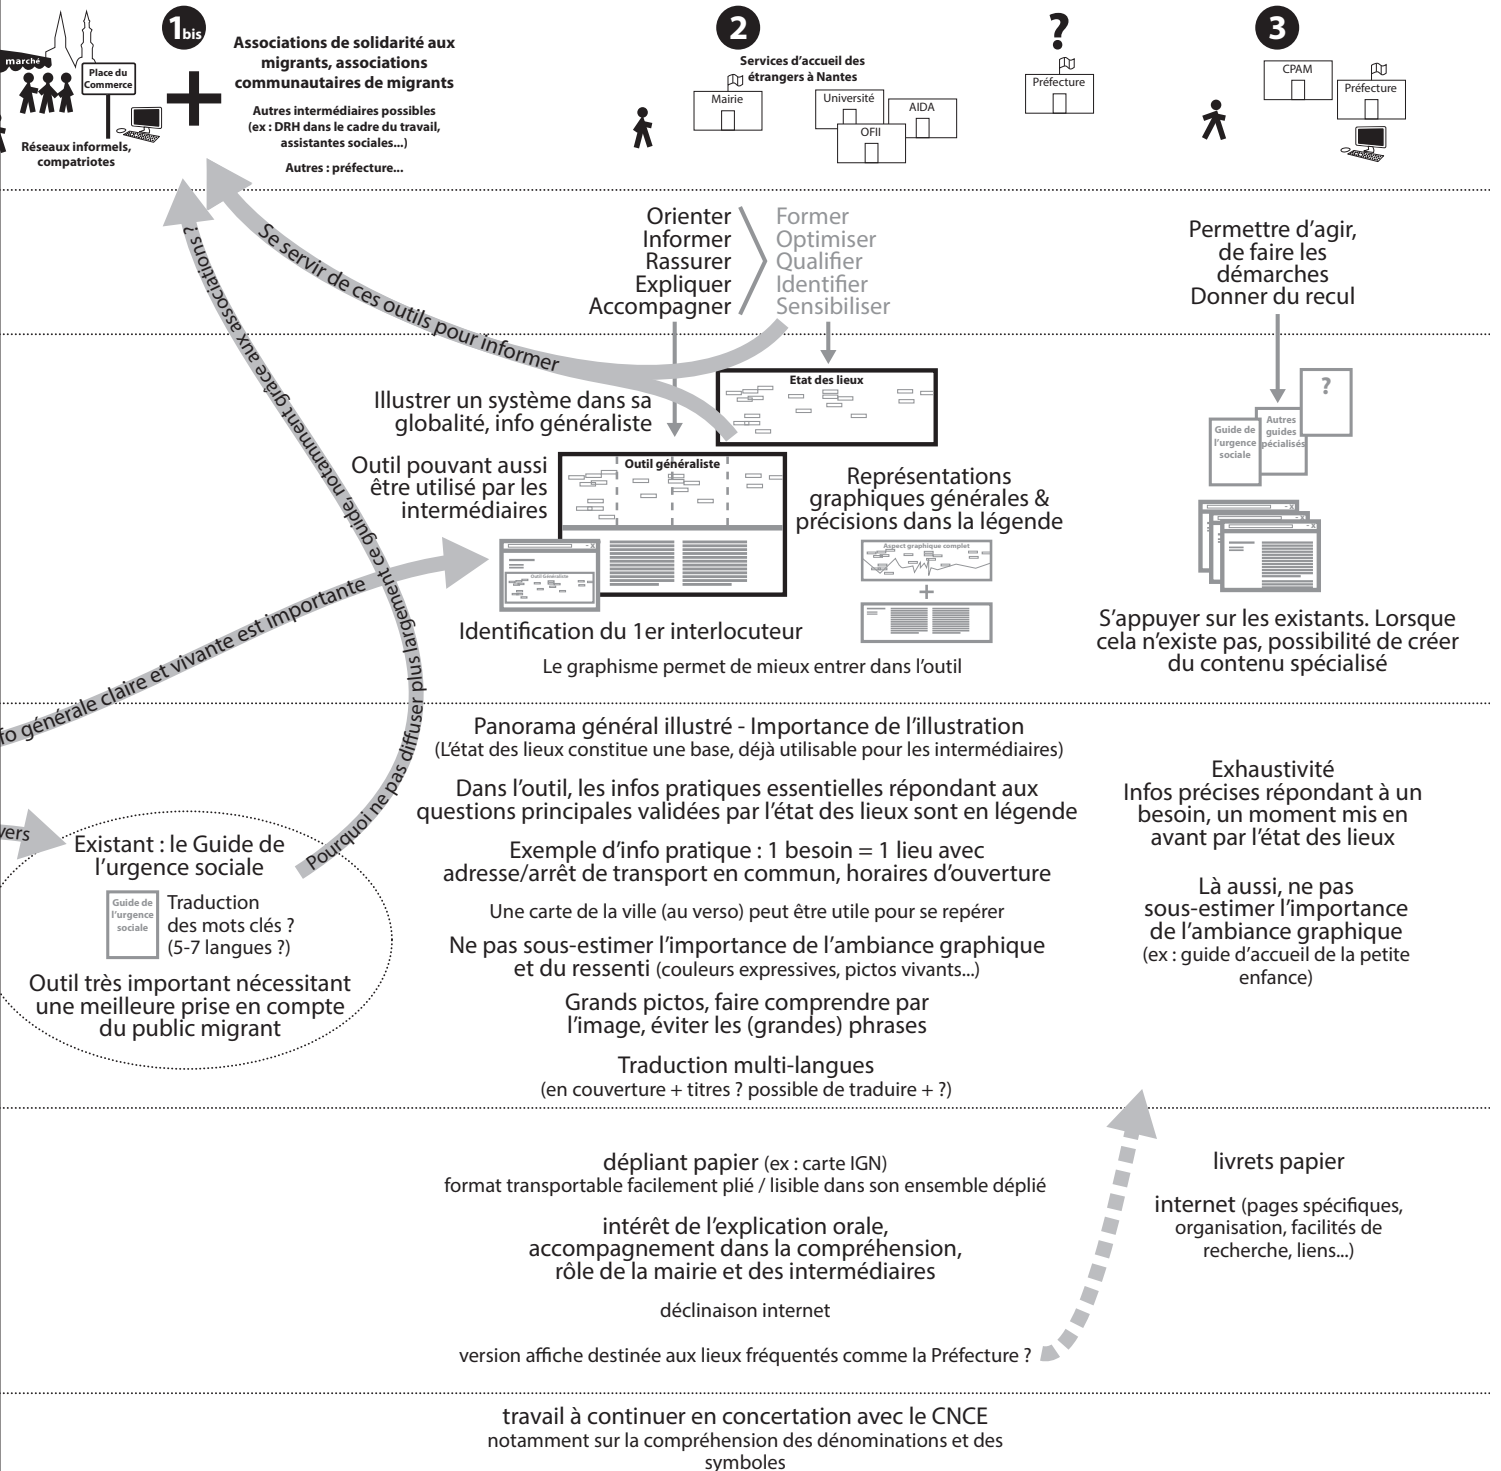 1bis
marché
Place du
Commerce
Réseaux informels,
compatriotes
Associations de solidarité aux
migrants, associations
communautaires de migrants
Autres intermédiaires possibles
(ex : DRH dans le cadre du travail,
assistantes sociales...)
Autres : préfecture...
2
Services d'accueil des
étrangers à Nantes
Mairie
Université
AIDA
OFII
?
Préfecture
3
CPAM
Préfecture
Se servir de ces outils pour informer
Pourquoi ne pas diffuser plus largement ce guide, notamment grâce aux associations ?
Orienter
Informer
Rassurer
Expliquer
Accompagner
Former
Optimiser
Qualifier
Identifier
Sensibiliser
Permettre d'agir,
de faire les
démarches
Donner du recul
Illustrer un système dans sa
globalité, info généraliste
Etat des lieux
Outil pouvant aussi
être utilisé par les
intermédiaires
Outil généraliste
Outil Généraliste
Représentations
graphiques générales &
précisions dans la légende
Aspect graphique complet
+
Identification du 1er interlocuteur
Le graphisme permet de mieux entrer dans l'outil
?
Autres
guides
pécialisés
Guide de
l'urgence
sociale
S'appuyer sur les existants. Lorsque
cela n'existe pas, possibilité de créer
du contenu spécialisé
fo générale claire et vivante est importante
vers
Existant : le Guide de
l'urgence sociale
Guide de
l'urgence
sociale
Traduction
des mots clés ?
(5-7 langues ?)
Outil très important nécessitant
une meilleure prise en compte
du public migrant
Panorama général illustré - Importance de l'illustration
(L'état des lieux constitue une base, déjà utilisable pour les intermédiaires)
Dans l'outil, les infos pratiques essentielles répondant aux
questions principales validées par l'état des lieux sont en légende
Exemple d'info pratique : 1 besoin = 1 lieu avec
adresse/arrêt de transport en commun, horaires d'ouverture
Une carte de la ville (au verso) peut être utile pour se repérer
Ne pas sous-estimer l'importance de l'ambiance graphique
et du ressenti (couleurs expressives, pictos vivants...)
Grands pictos, faire comprendre par
l'image, éviter les (grandes) phrases
Traduction multi-langues
(en couverture + titres ? possible de traduire + ?)
Exhaustivité
Infos précises répondant à un
besoin, un moment mis en
avant par l'état des lieux
Là aussi, ne pas
sous-estimer l'importance
de l'ambiance graphique
(ex : guide d'accueil de la petite
enfance)
dépliant papier (ex : carte IGN)
format transportable facilement plié / lisible dans son ensemble déplié
intérêt de l'explication orale,
accompagnement dans la compréhension,
rôle de la mairie et des intermédiaires
déclinaison internet
version affiche destinée aux lieux fréquentés comme la Préfecture ?
livrets papier
internet (pages spécifiques,
organisation, facilités de
recherche, liens...)
travail à continuer en concertation avec le CNCE
notamment sur la compréhension des dénominations et des
symboles